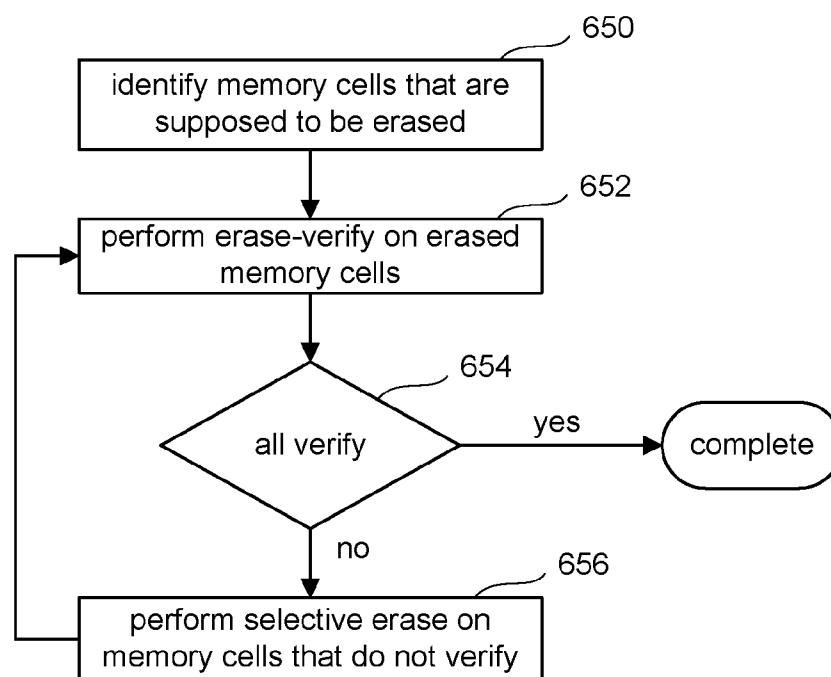 650
identify memory cells that are
supposed to be erased
652
perform erase-verify on erased
memory cells
654
all verify
yes
complete
no
656
perform selective erase on
memory cells that do not verify